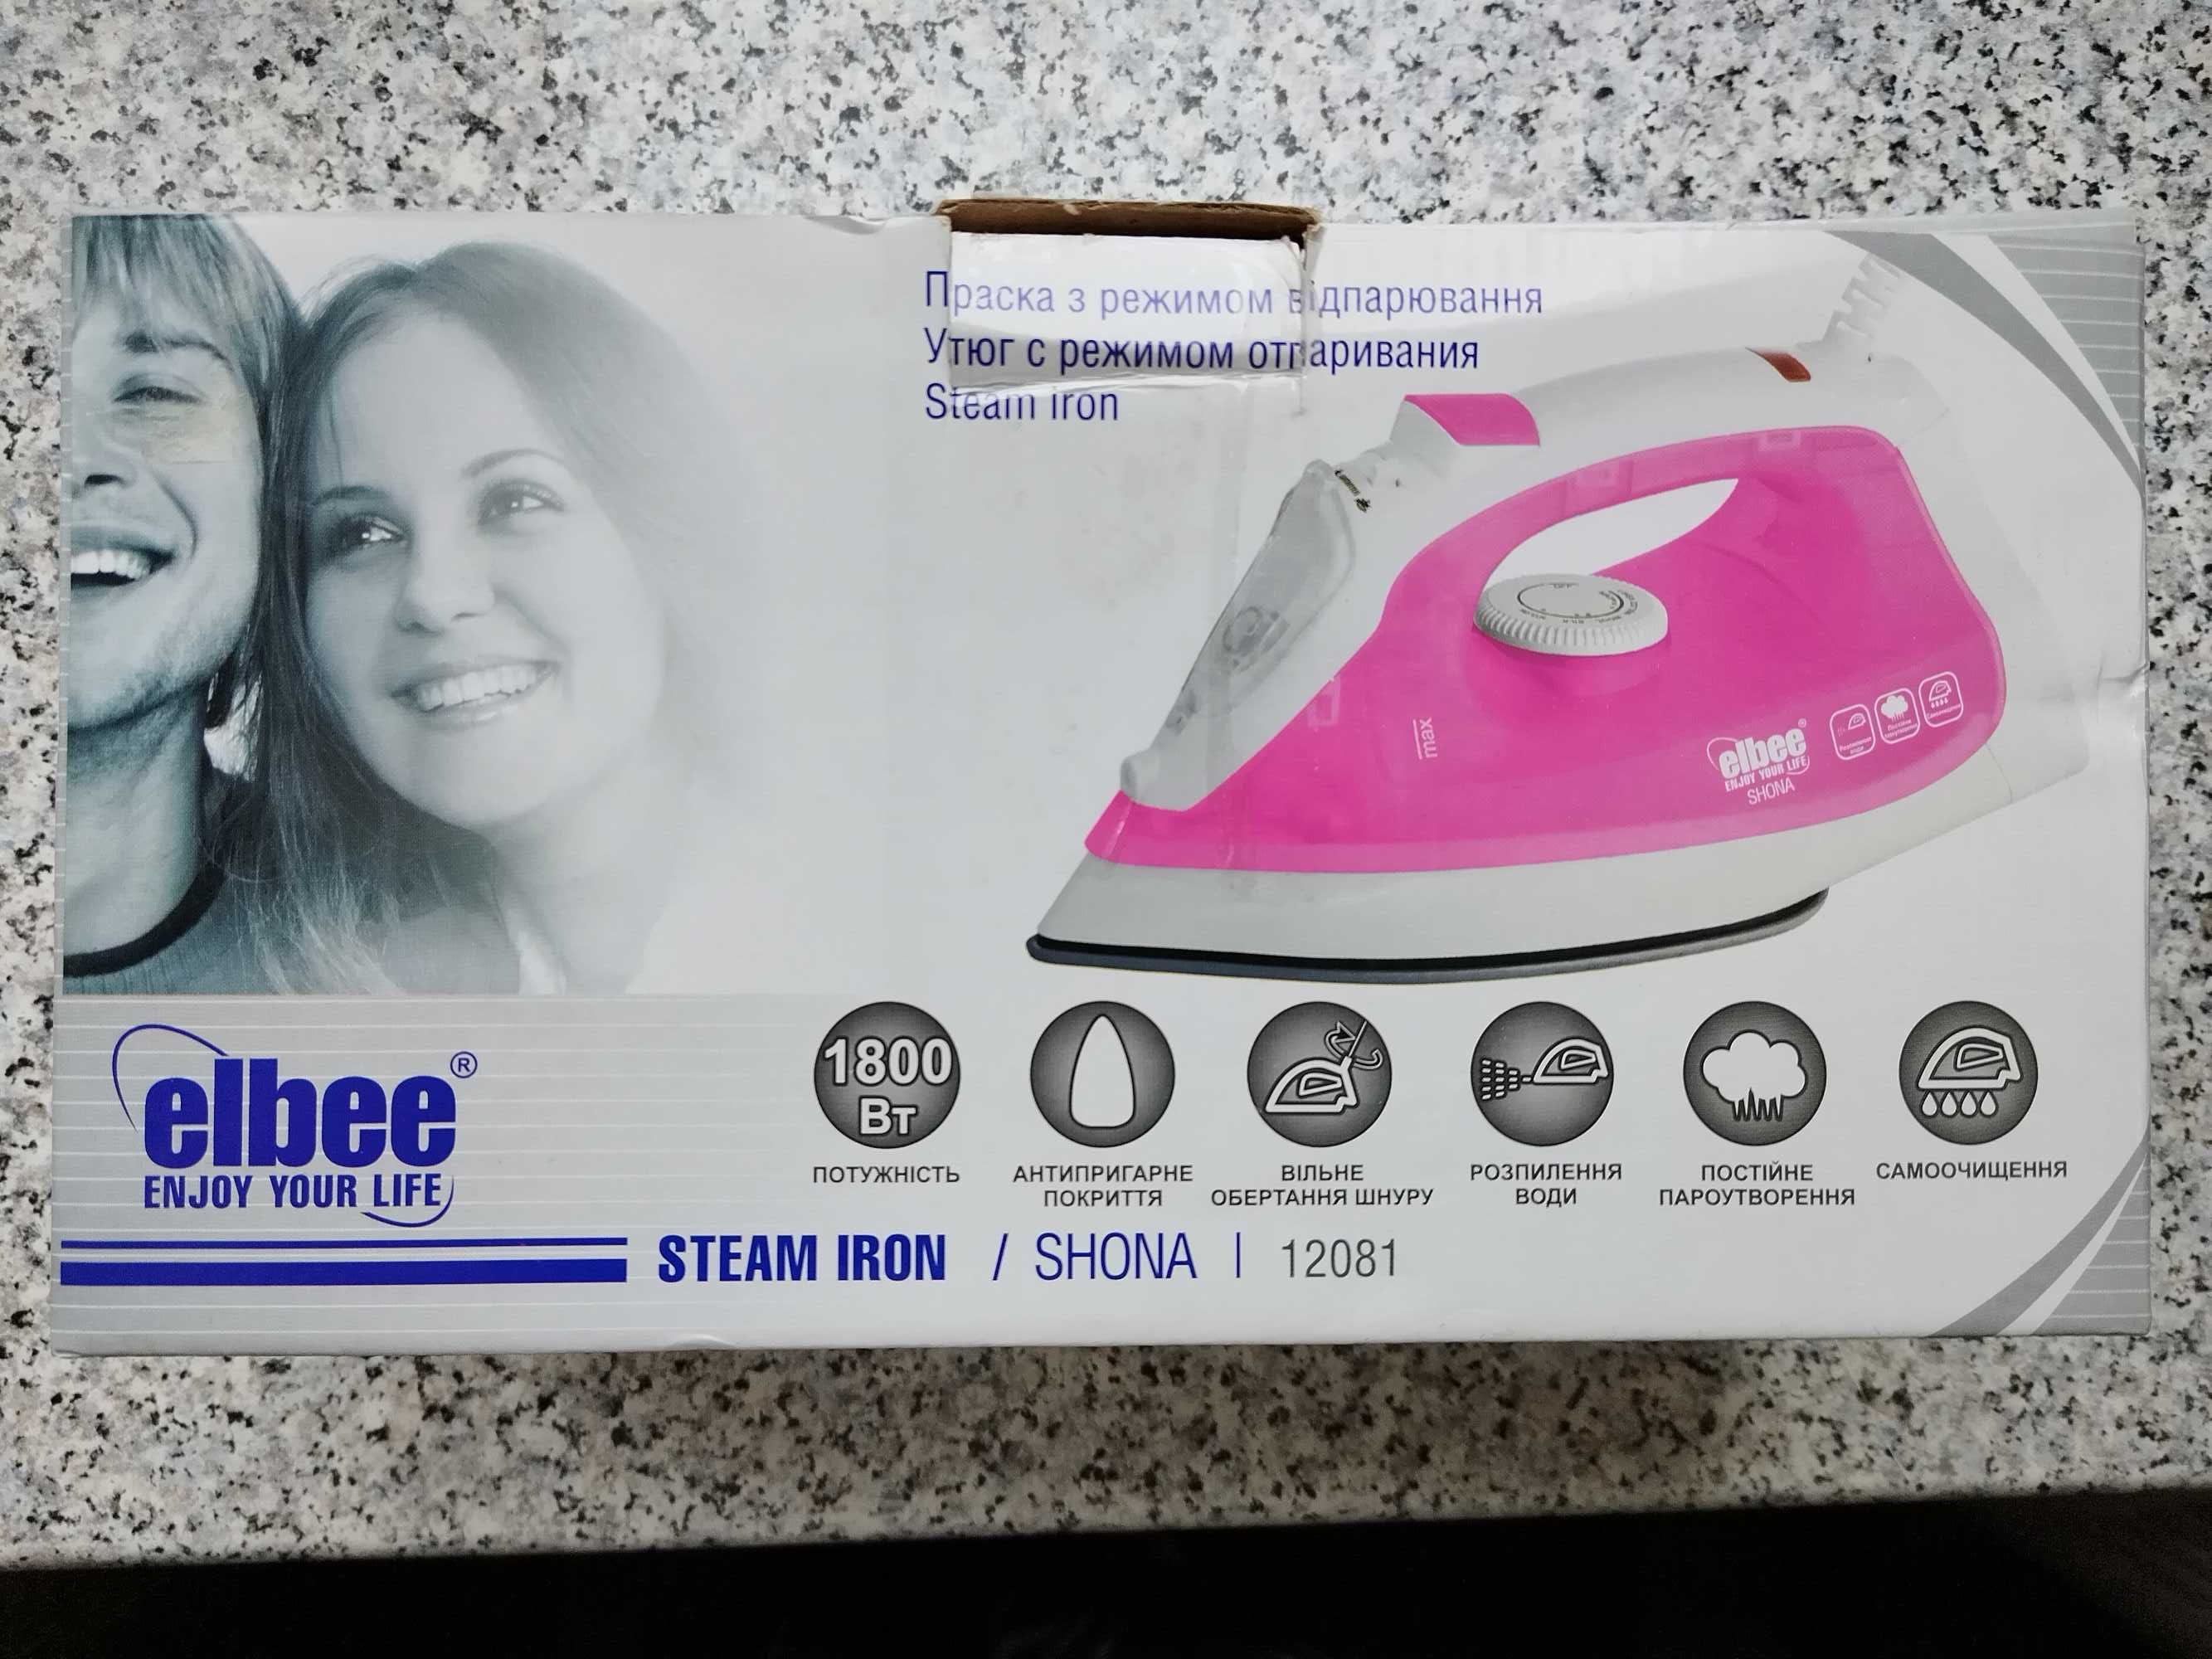 Праска з режимом відпарювання
Утюг с режимом отпаривания
Steam iron
max
elbee®
ENJOY YOUR LIFE
SHONA
elbee®
ENJOY YOUR LIFE
1800
Вт
ПОТУЖНІСТЬ
АНТИПРИГАРНЕ
ПОКРИТТЯ
ВІЛЬНЕ
ОБЕРТАННЯ ШНУРУ
РОЗПИЛЕННЯ
ВОДИ
ПОСТІЙНЕ
ПАРОУТВОРЕННЯ
САМООЧИЩЕННЯ
STEAM IRON / SHONA | 12081